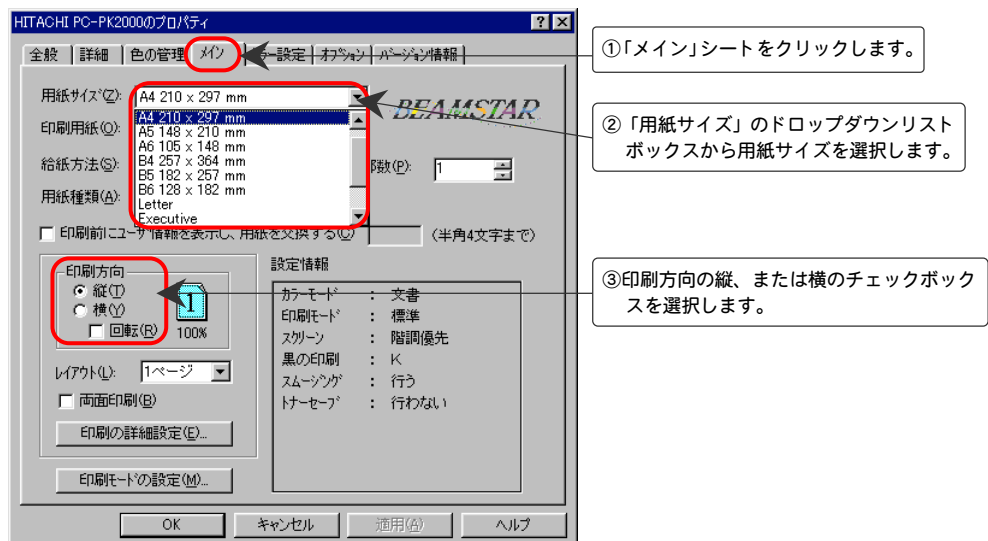 HITACHI PC-PK2000のプロパティ
全般 詳細 色の管理 メイン ﾗｰ設定 ｵﾌﾟｼｮﾝ ﾊﾞｰｼﾞｮﾝ情報
①「メイン」シートをクリックします。
用紙ｻｲｽﾞ(Z): A4 210 x 297 mm
BEAMSTAR
A4 210 x 297 mm
印刷用紙(O):
A5 148 x 210 mm
A6 105 x 148 mm
B4 257 x 364 mm
給紙方法(S):
部数(P): 1
B5 182 x 257 mm
B6 128 x 182 mm
用紙種類(A):
Letter
Executive
②「用紙サイズ」のドロップダウンリスト
ボックスから用紙サイズを選択します。
印刷前にﾕｰｻﾞ情報を表示し、用紙を交換する(C) (半角4文字まで)
印刷方向
縦(T)
横(Y)
回転(R)
1
100%
③印刷方向の縦、または横のチェックボック
スを選択します。
設定情報
ｶﾗｰﾓｰﾄﾞ : 文書
印刷ﾓｰﾄﾞ : 標準
ｽｸﾘｰﾝ : 階調優先
黒の印刷 : K
ｽﾑｰｼﾞﾝｸﾞ : 行う
ﾄﾅｰｾｰﾌﾞ : 行わない
ﾚｲｱｳﾄ(L): 1ページ
両面印刷(B)
印刷の詳細設定(E)...
印刷ﾓｰﾄﾞの設定(M)...
OK キャンセル 適用(A) ヘルプ